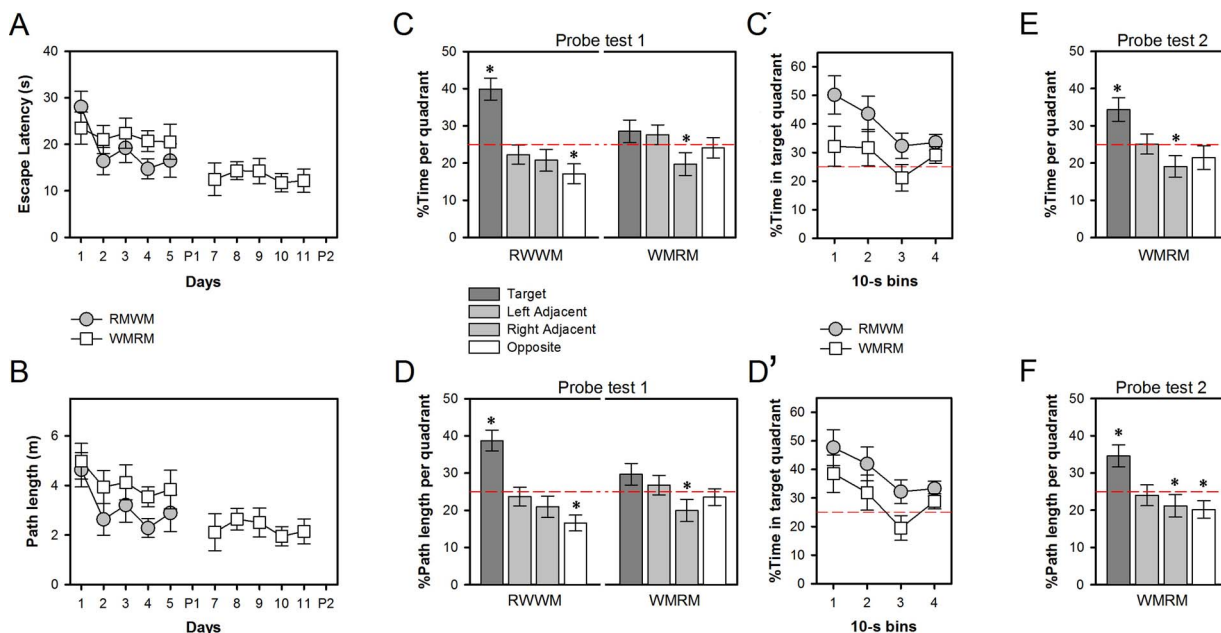 A
Escape Latency (s)
40
30
20
10
0
1 2 3 4 5 P1 7 8 9 10 11 P2
Days
RMWM
WMRM
C
Probe test 1
%Time per quadrant
50
40
30
20
10
0
* * *
RWWM WMRM
Target
Left Adjacent
Right Adjacent
Opposite
C'
%Time in target quadrant
60
50
40
30
20
10
0
1 2 3 4
10-s bins
RMWM
WMRM
E
Probe test 2
%Time per quadrant
50
40
30
20
10
0
* *
WMRM
B
Path length (m)
6
4
2
0
1 2 3 4 5 P1 7 8 9 10 11 P2
Days
D
Probe test 1
%Path length per quadrant
50
40
30
20
10
0
* * *
RWWM WMRM
D'
%Time in target quadrant
60
50
40
30
20
10
0
1 2 3 4
10-s bins
F
Probe test 2
%Path length per quadrant
50
40
30
20
10
0
* * *
WMRM